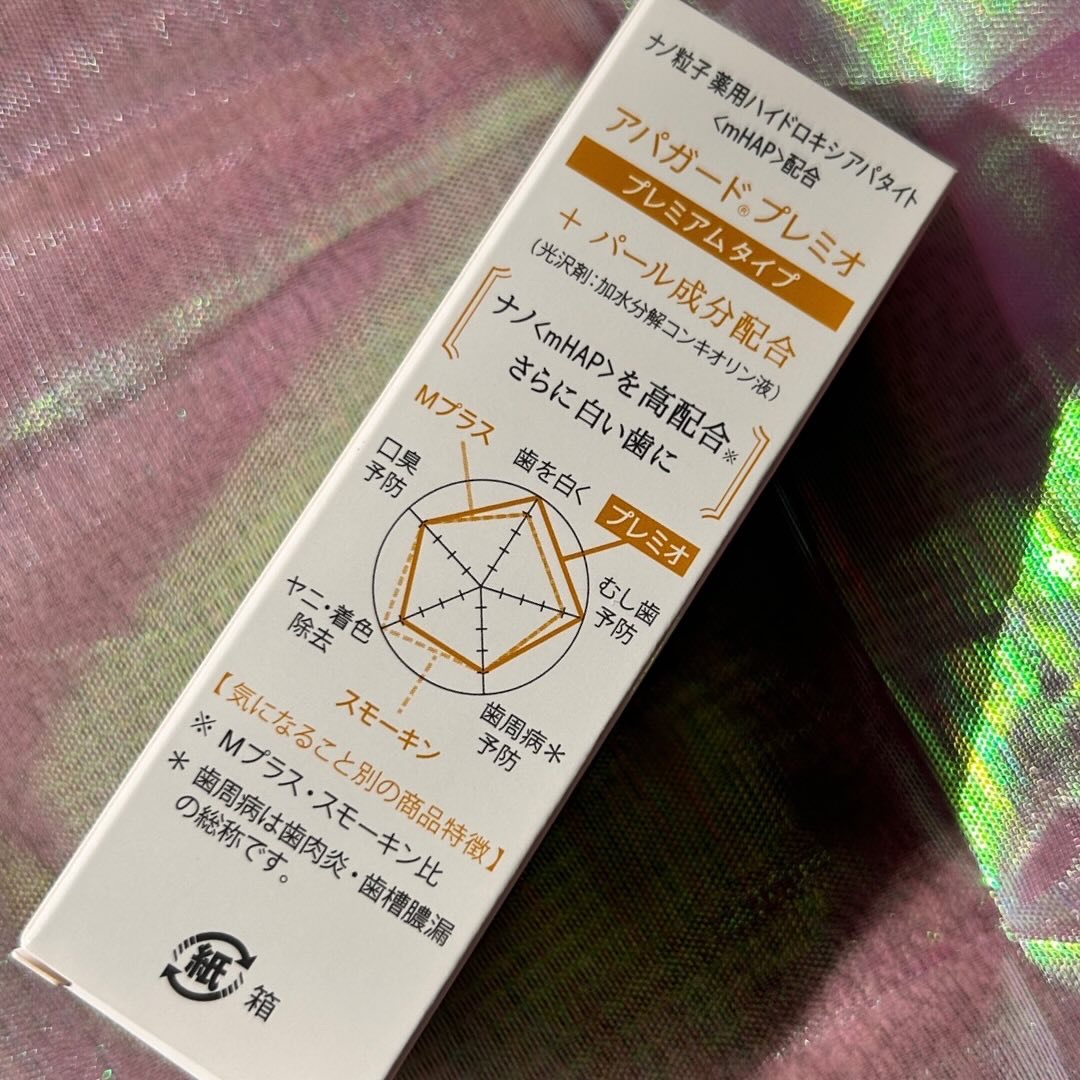 ナノ粒子 薬用ハイドロキシアパタイト
〈mHAP〉配合
アパガード®プレミオ
プレミアムタイプ
＋ パール成分配合
(光沢剤：加水分解コンキオリン液)
ナノ〈mHAP〉を高配合※
さらに白い歯に
Mプラス
歯を白く
口臭
予防
プレミオ
むし歯
予防
ヤニ・着色
除去
スモーキン
歯周病＊
予防
【気になること別の商品特徴】
※ Mプラス・スモーキン比
＊ 歯周病は歯肉炎・歯槽膿漏
の総称です。
紙
箱